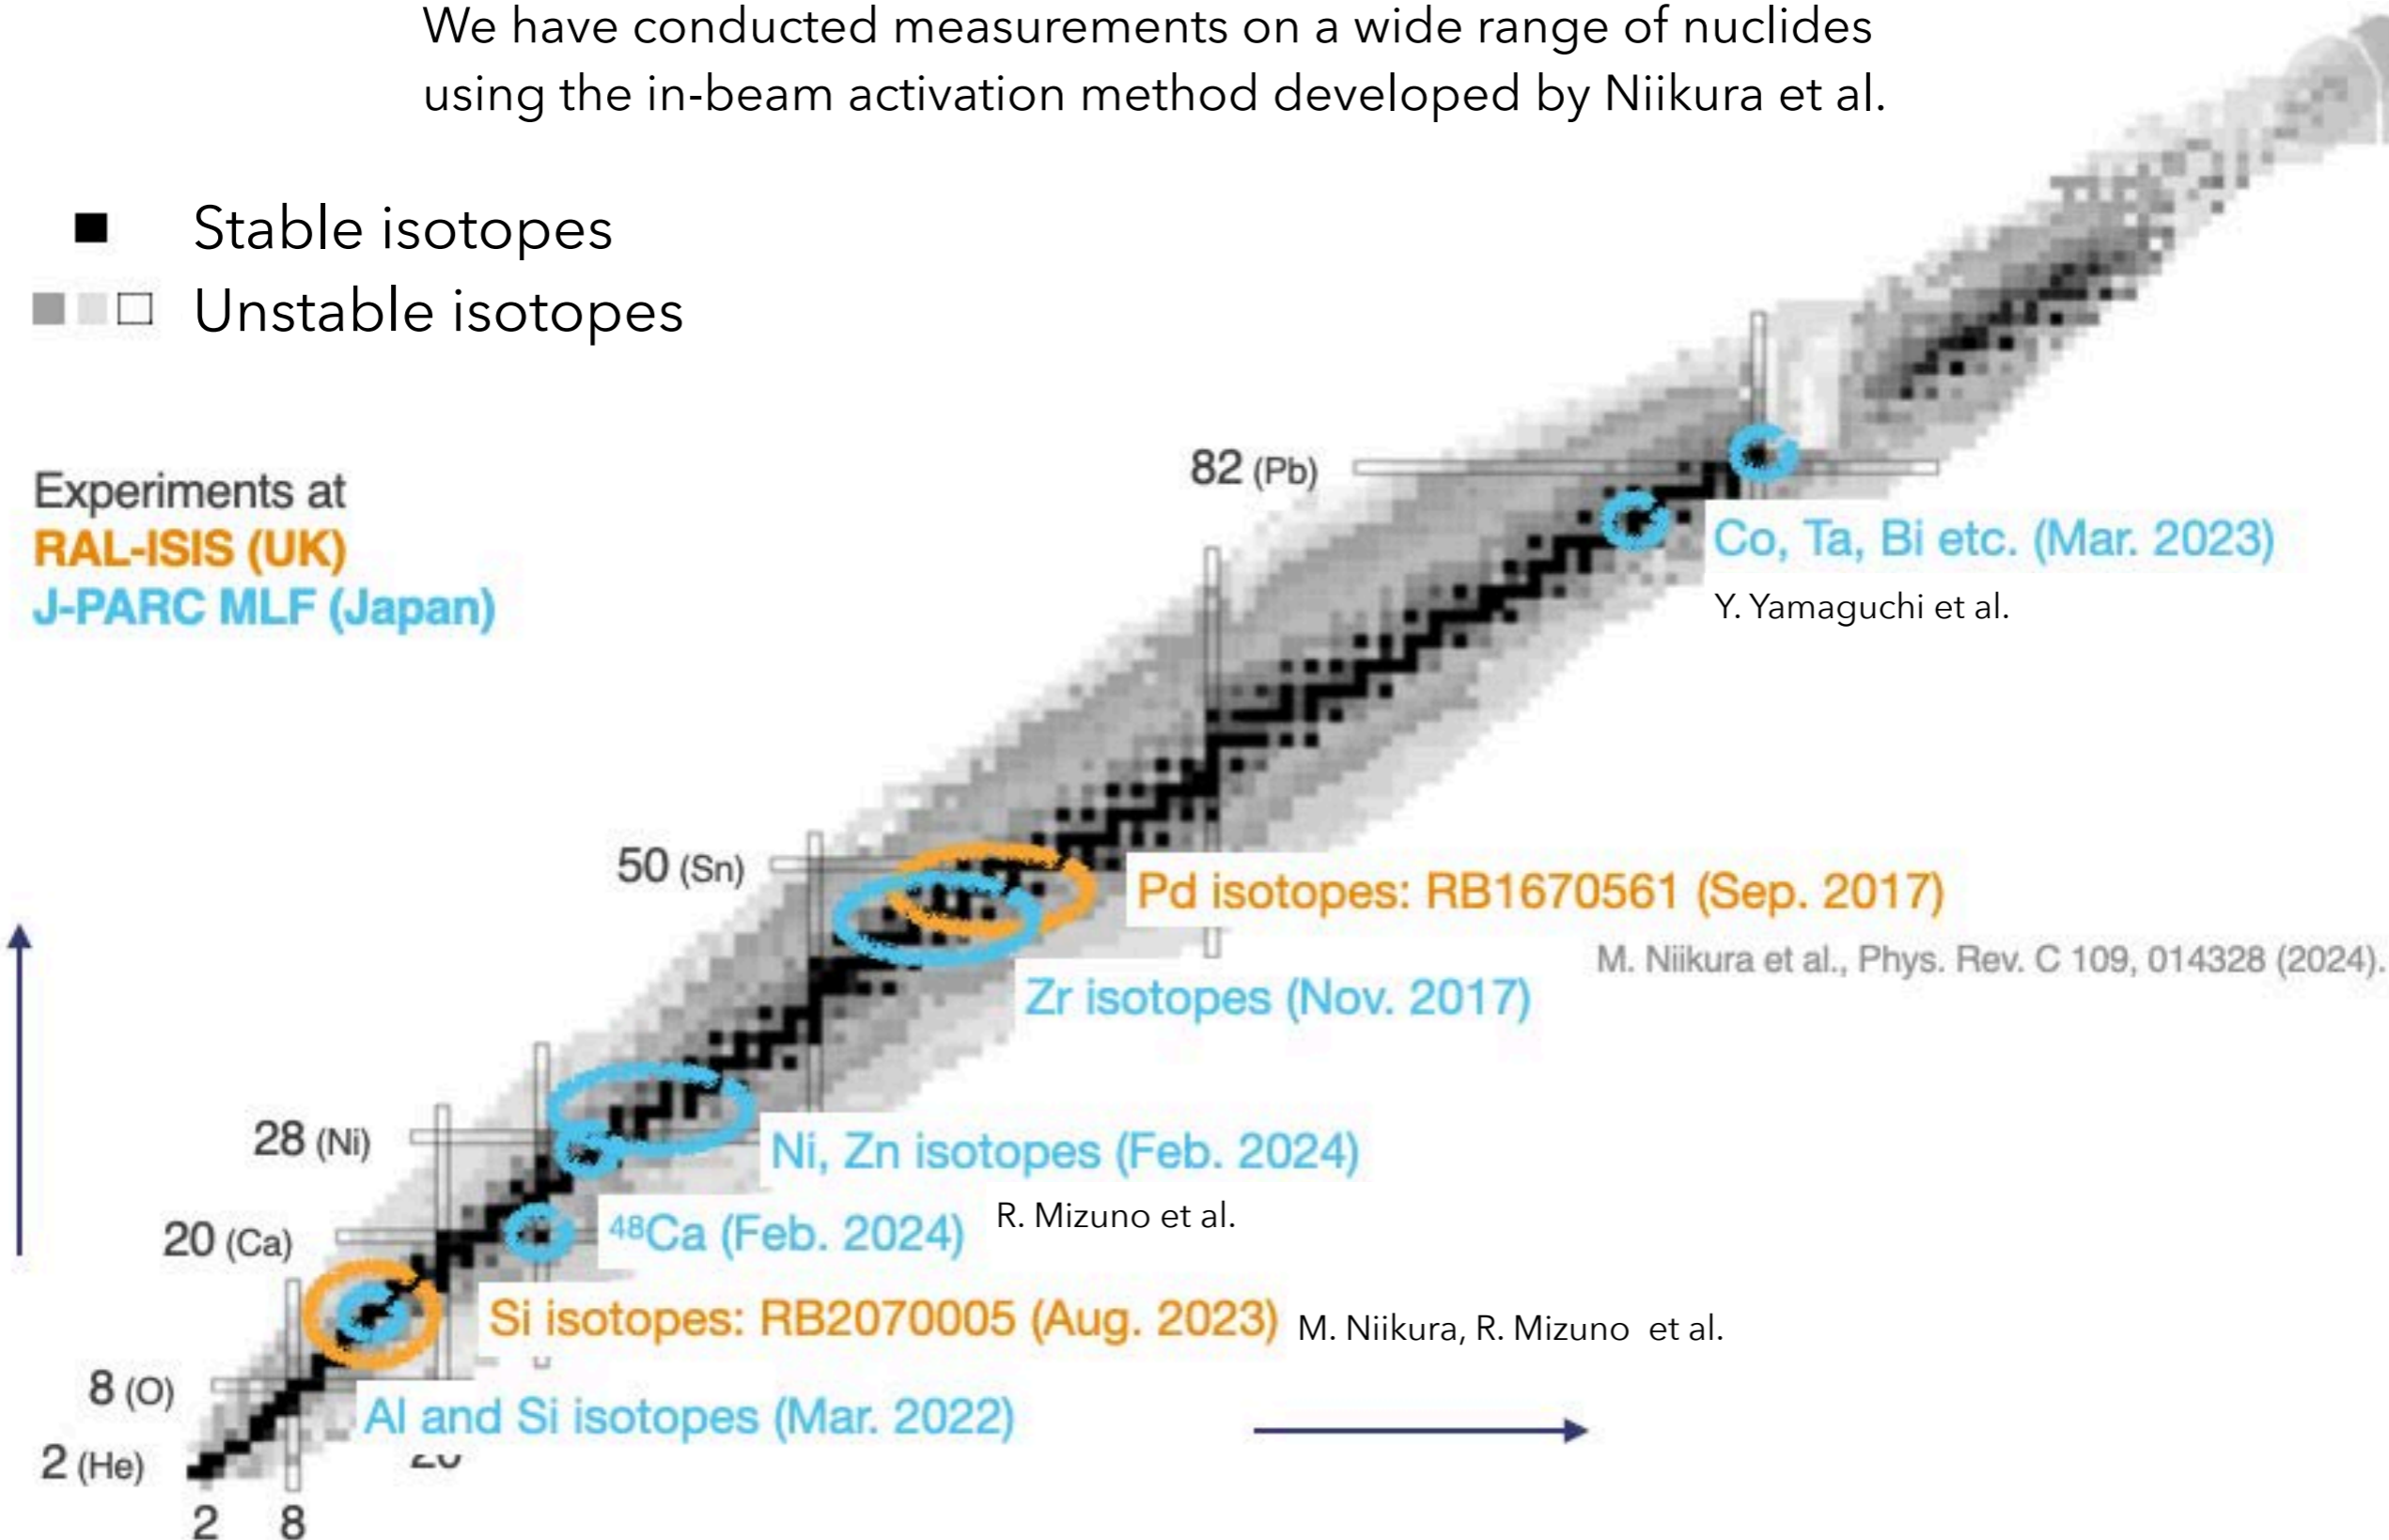 We have conducted measurements on a wide range of nuclides
using the in-beam activation method developed by Niikura et al.
Stable isotopes
Unstable isotopes
Experiments at
RAL-ISIS (UK)
J-PARC MLF (Japan)
82 (Pb)
Co, Ta, Bi etc. (Mar. 2023)
Y. Yamaguchi et al.
50 (Sn)
Pd isotopes: RB1670561 (Sep. 2017)
M. Niikura et al., Phys. Rev. C 109, 014328 (2024).
Zr isotopes (Nov. 2017)
28 (Ni)
Ni, Zn isotopes (Feb. 2024)
20 (Ca)
⁴⁸Ca (Feb. 2024)
R. Mizuno et al.
Si isotopes: RB2070005 (Aug. 2023)
M. Niikura, R. Mizuno et al.
8 (O)
Al and Si isotopes (Mar. 2022)
2 (He)
2
8